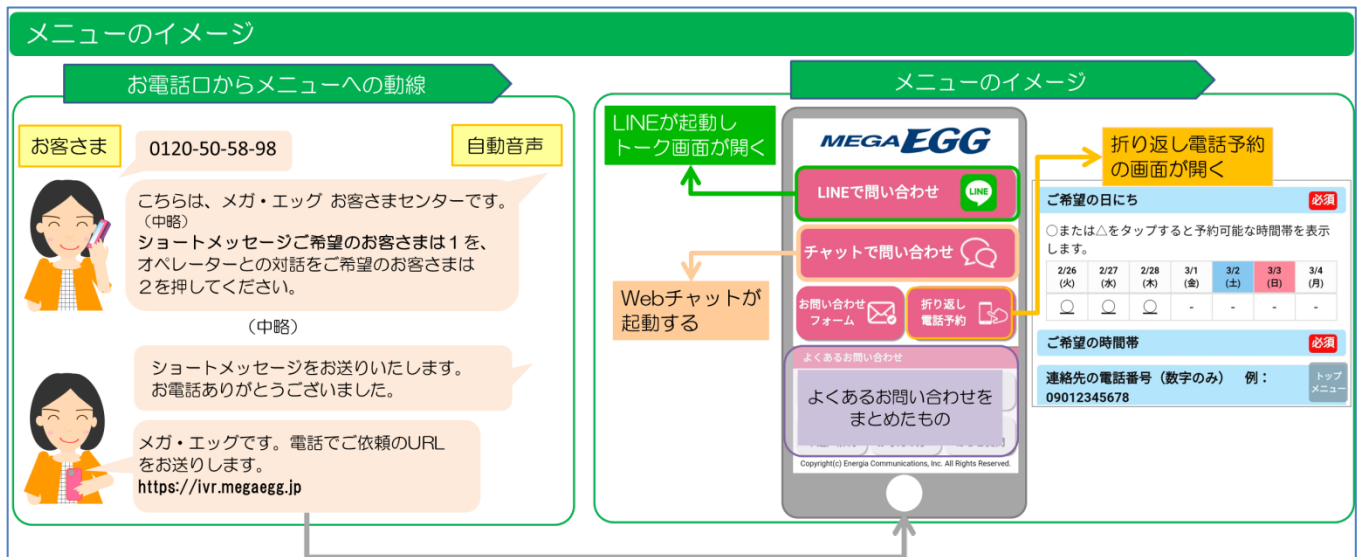 メニューのイメージ
お電話口からメニューへの動線
お客さま
0120-50-58-98
自動音声
こちらは、メガ・エッグ お客さまセンターです。
（中略）
ショートメッセージご希望のお客さまは１を、
オペレーターとの対話をご希望のお客さまは
２を押してください。
（中略）
ショートメッセージをお送りいたします。
お電話ありがとうございました。
メガ・エッグです。電話でご依頼のURL
をお送りします。
https://ivr.megaegg.jp
メニューのイメージ
LINEが起動し
トーク画面が開く
Webチャットが
起動する
MEGA EGG
LINEで問い合わせ
LINE
チャットで問い合わせ
お問い合わせ
フォーム
折り返し
電話予約
よくあるお問い合わせ
よくあるお問い合わせを
まとめたもの
Copyright(c) Energia Communications, Inc. All Rights Reserved.
折り返し電話予約
の画面が開く
ご希望の日にち 必須
○または△をタップすると予約可能な時間帯を表示
します。
2/26 2/27 2/28 3/1 3/2 3/3 3/4
(火) (水) (木) (金) (土) (日) (月)
○ ○ ○ - - - -
ご希望の時間帯 必須
連絡先の電話番号（数字のみ） 例：
09012345678
トップ
メニュー